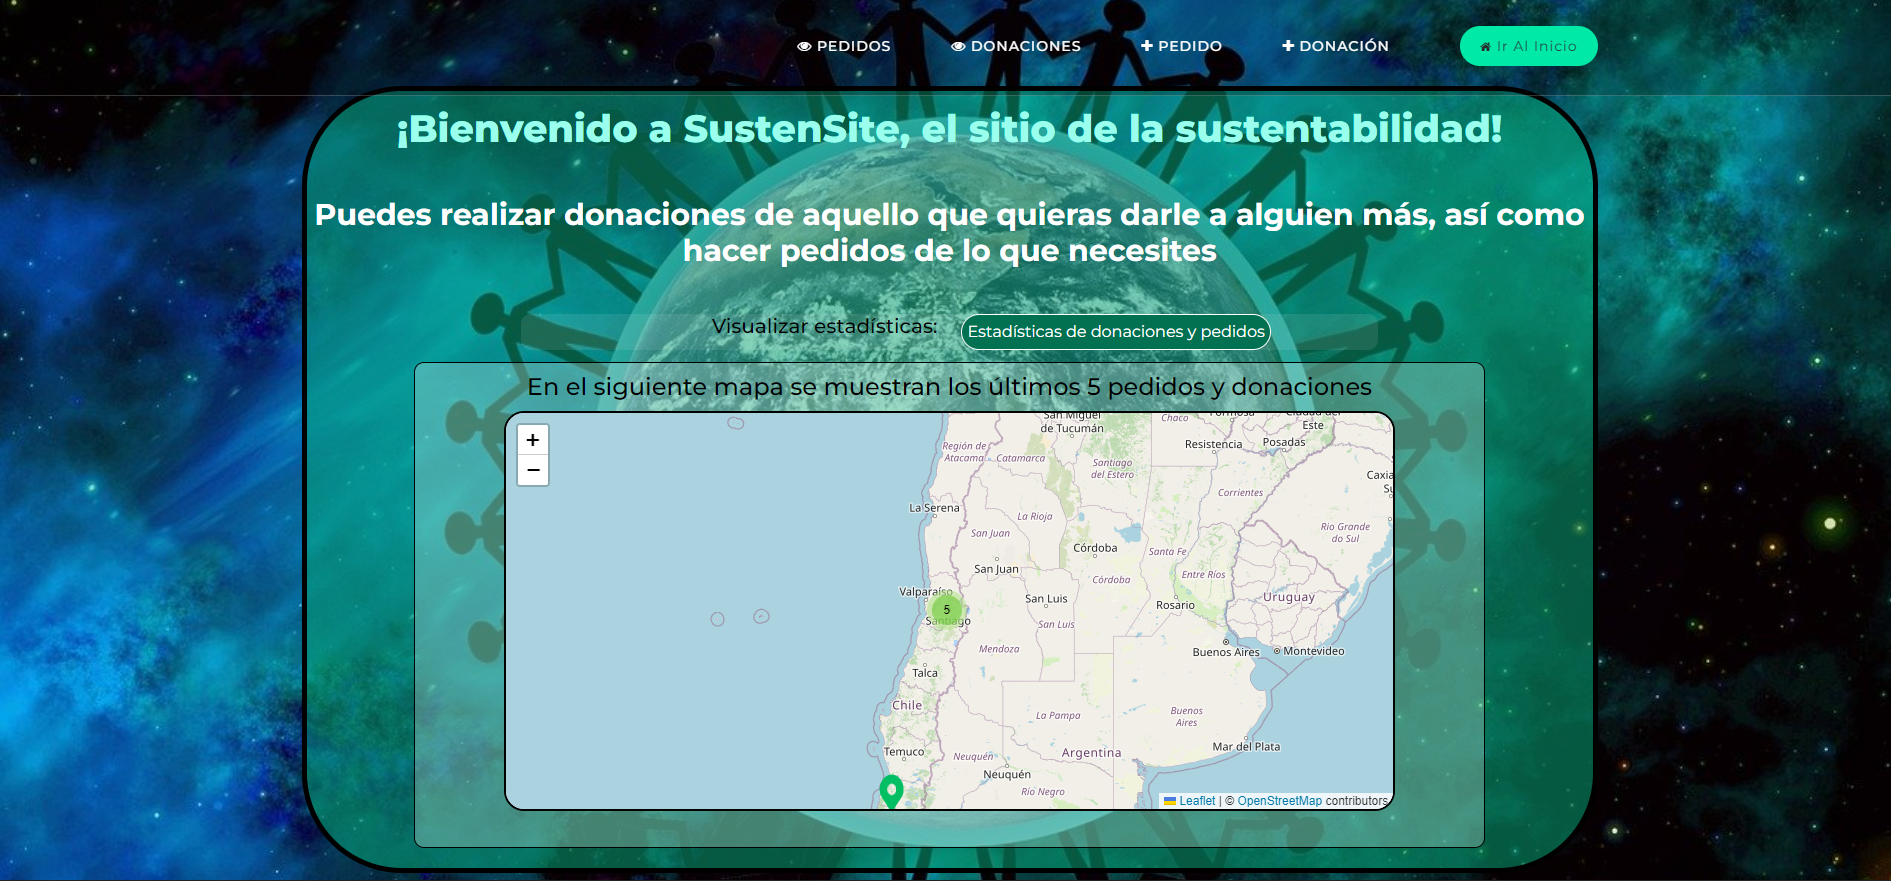 PEDIDOS DONACIONES PEDIDO DONACIÓN Ir Al Inicio
¡Bienvenido a SustenSite, el sitio de la sustentabilidad!
Puedes realizar donaciones de aquello que quieras darle a alguien más, así como
hacer pedidos de lo que necesites
Visualizar estadísticas: Estadísticas de donaciones y pedidos
En el siguiente mapa se muestran los últimos 5 pedidos y donaciones
+
−
San Miguel
de Tucumán
Chaco
Formosa
Ciudad del
Este
Región de
Atacama
Catamarca
Resistencia
Posadas
Santiago
del Estero
Corrientes
La Serena
La Rioja
San Juan
Rio Grande
do Sul
Córdoba
Santa Fe
San Juan
Córdoba
Entre Ríos
Valparaíso
5
Santiago
San Luis
San Luis
Rosario
Uruguay
Mendoza
Buenos Aires
Montevideo
Talca
Chile
La Pampa
Buenos
Aires
Temuco
Neuquén
Argentina
Mar del Plata
Neuquén
Río Negro
Leaflet | © OpenStreetMap contributors